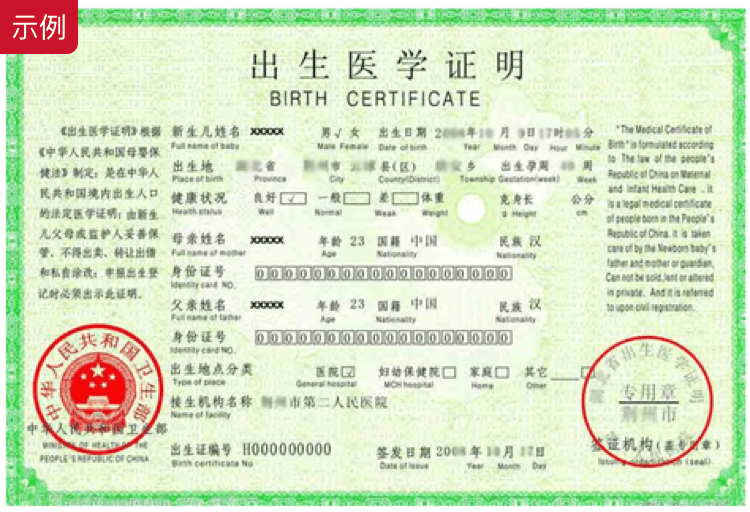 示例
出生医学证明
BIRTH CERTIFICATE
《出生医学证明》根据
《中华人民共和国母婴保
健法》制定；是在中华人
民共和国境内出生人口
的法定医学证明；由新生
儿父母或监护人妥善保
管，不得出卖、转让出借
和私自涂改；申报出生登
记时必须出示此证明。
新生儿姓名 xxxxx 男√ 女 出生日期 年10月 日17时 分
Full name of baby Male Female Date of birth Year Month Day Hour Minute
出生地 省 市 县(区) 乡 出生孕周 周
Place of birth Province City County(District) Township Gestation(week) Week
健康状况 良好 √ 一般 差 体重 克 身长 公分
Health status Well Normal Weak Weight g Height cm
母亲姓名 xxxxx 年龄 23 国籍 中国 民族 汉
Full name of mother Age Nationality Nationality
身份证号 000000000000000000
Identity card NO.
父亲姓名 xxxxx 年龄 23 国籍 中国 民族 汉
Full name of father Age Nationality Nationality
身份证号 000000000000000000
Identity card NO.
出生地点分类 医院 √ 妇幼保健院 家庭 其它
Type of place General hospital MCH hospital Home Other
接生机构名称 市第二人民医院
Name of facility
出生证编号 H000000000 签发日期 年10月17日
Birth certificate No Date of Issue Year Month Day
"The Medical Certificate of
Birth" is formulated according
to The law of the people's
Republic of China on Maternal
and Infant Health Care . It
is a legal medical certificate
of people born in the People's
Republic of China. It is taken
care of by the Newborn baby's
father and mother or guardian,
Can not be sold,lent or altered
in private. And it is referred
to upon civil registration.
中华人民共和国卫生部
中华人民共和国卫生部
MINISTRY OF HEALTH OF THE
PEOPLE'S REPUBLIC OF CHINA
省出生医学证明
专用章
市
签证机构(盖专用章)
Issuing organization (seal)